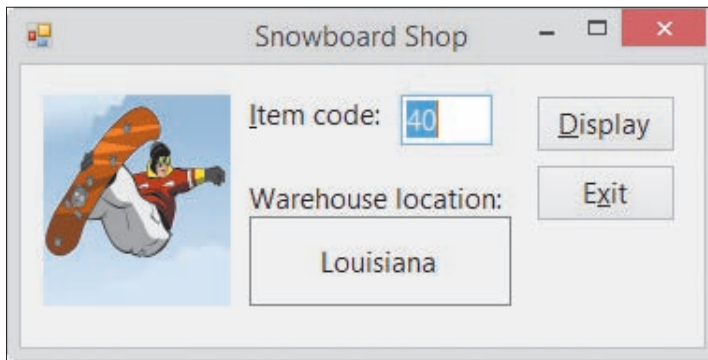 Snowboard Shop
Item code: 40
Display
Warehouse location:
Exit
Louisiana